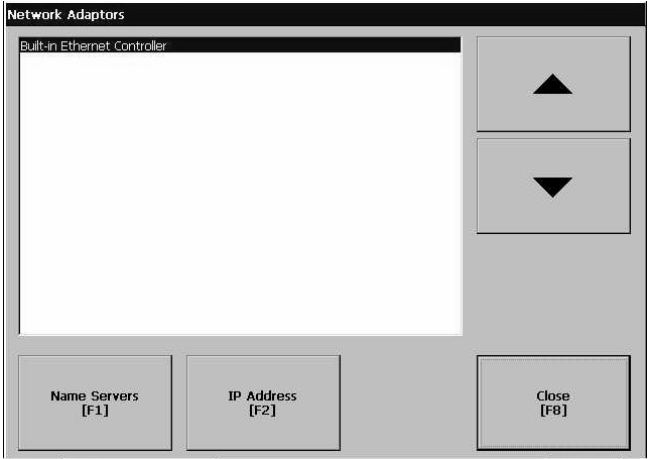 Network Adaptors
Built-in Ethernet Controller
Name Servers
[F1]
IP Address
[F2]
Close
[F8]